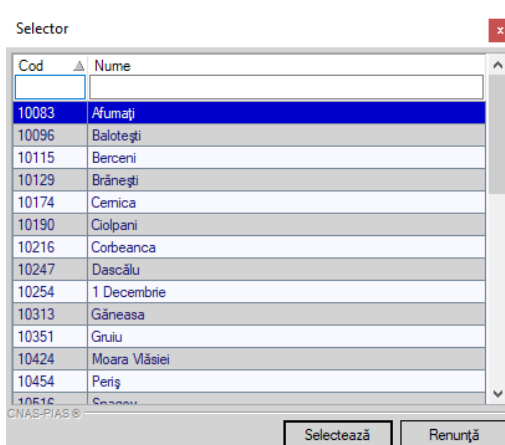 Selector
x
Cod Nume
10083 Afumaţi
10096 Baloteşti
10115 Berceni
10129 Brăneşti
10174 Cernica
10190 Ciolpani
10216 Corbeanca
10247 Dascălu
10254 1 Decembrie
10313 Găneasa
10351 Gruiu
10424 Moara Vlăsiei
10454 Periş
10516
CNAS-PIAS®
Selectează Renunţă